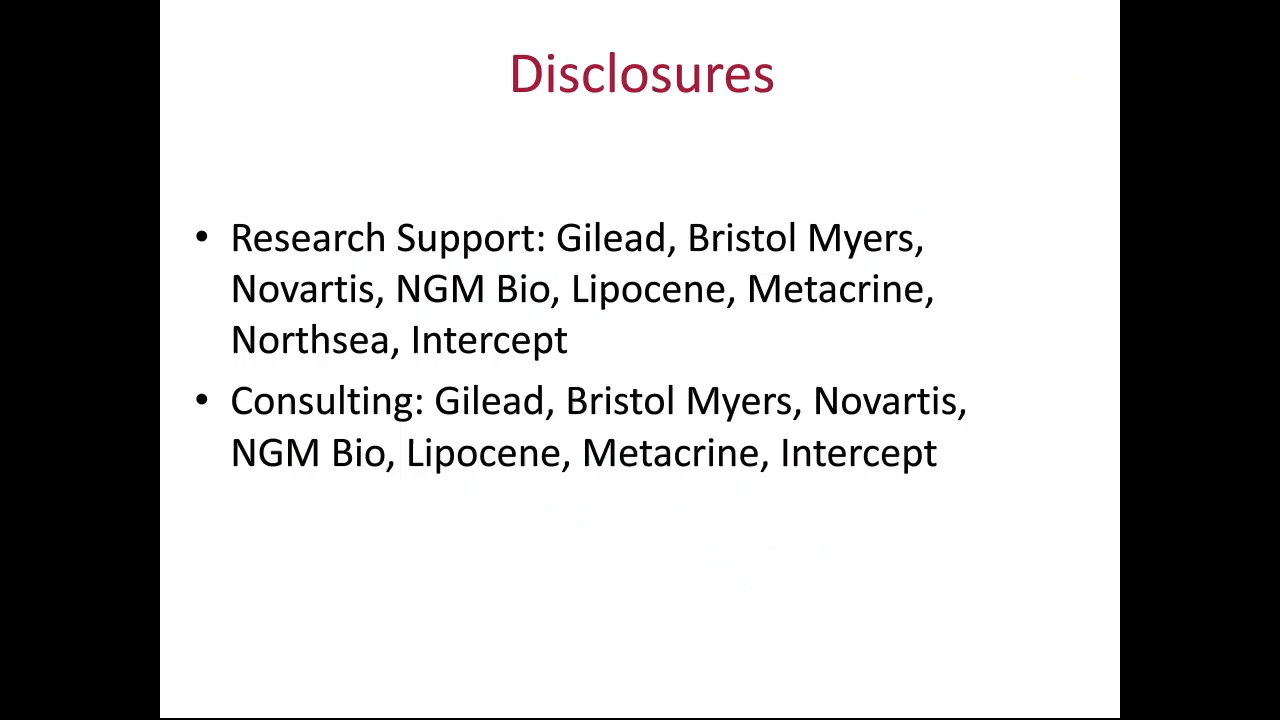 Disclosures
• Research Support: Gilead, Bristol Myers,
Novartis, NGM Bio, Lipocene, Metacrine,
Northsea, Intercept
• Consulting: Gilead, Bristol Myers, Novartis,
NGM Bio, Lipocene, Metacrine, Intercept